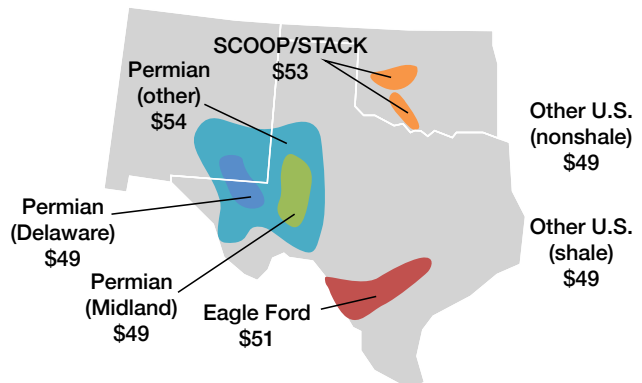 SCOOP/STACK
$53
Permian
(other)
$54
Other U.S.
(nonshale)
$49
Permian
(Delaware)
$49
Other U.S.
(shale)
$49
Permian
(Midland)
$49
Eagle Ford
$51